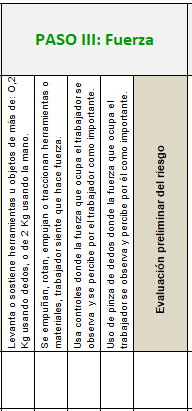 PASO III: Fuerza
Levanta o sostiene herramientas u objetos de más de: O,2
Kg usando dedos, o de 2 Kg usando la mano.
Se empuñan, rotan, empujan o traccionan herramientas o
materiales, trabajador siente que hace fuerza.
Usa controles donde la fuerza que ocupa el trabajador se
observa y se percibe por el trabajador como importante.
Uso de pinza de dedos donde la fuerza que ocupa el
trabajador se observa y percibe por él como importante.
Evaluación preliminar del riesgo